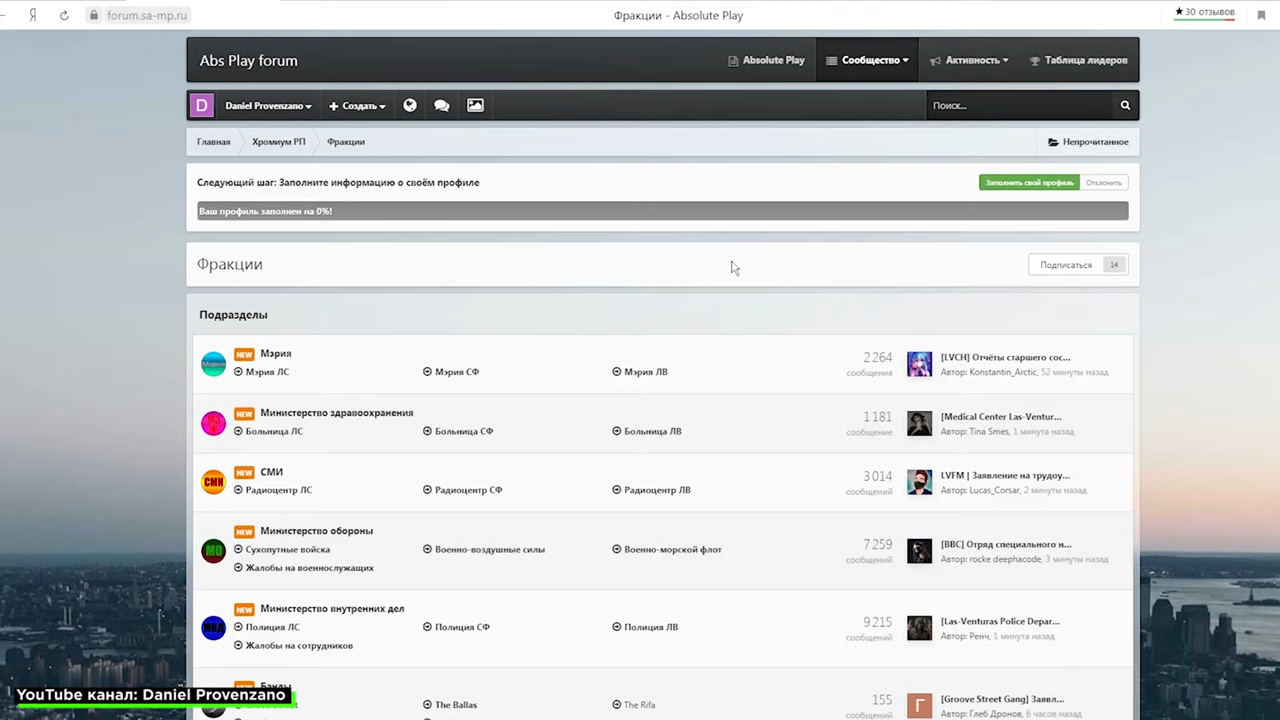 forum.sa-mp.ru
Фракции - Absolute Play
★30 отзывов
Abs Play forum
Absolute Play
Сообщество
Активность
Таблица лидеров
D
Daniel Provenzano
+ Создать
Поиск...
Главная
Хромиум РП
Фракции
Непрочитанное
Следующий шаг: Заполните информацию о своём профиле
Заполнить свой профиль
Отклонить
Ваш профиль заполнен на 0%!
Фракции
Подписаться 14
Подразделы
Мэрия
NEW Мэрия
Мэрия ЛС
Мэрия СФ
Мэрия ЛВ
2 264
сообщения
[LVCH] Отчёты старшего сос...
Автор: Konstantin_Arctic, 52 минуты назад
NEW Министерство здравоохранения
Больница ЛС
Больница СФ
Больница ЛВ
1 181
сообщение
[Medical Center Las-Ventur...
Автор: Tina Smes, 1 минута назад
СМИ
NEW СМИ
Радиоцентр ЛС
Радиоцентр СФ
Радиоцентр ЛВ
3 014
сообщений
LVFM | Заявление на трудоу...
Автор: Lucas_Corsar, 2 минуты назад
МО
NEW Министерство обороны
Сухопутные войска
Военно-воздушные силы
Военно-морской флот
Жалобы на военнослужащих
7 259
сообщений
[ВВС] Отряд специального н...
Автор: rocke deephacode, 3 минуты назад
МВД
NEW Министерство внутренних дел
Полиция ЛС
Полиция СФ
Полиция ЛВ
Жалобы на сотрудников
9 215
сообщений
[Las-Venturas Police Depar...
Автор: Ренч, 1 минута назад
The Ballas
The Rifa
155
сообщений
Г
[Groove Street Gang] Заявл...
Автор: Глеб Дронов, 6 часов назад
YouTube канал: Daniel Provenzano